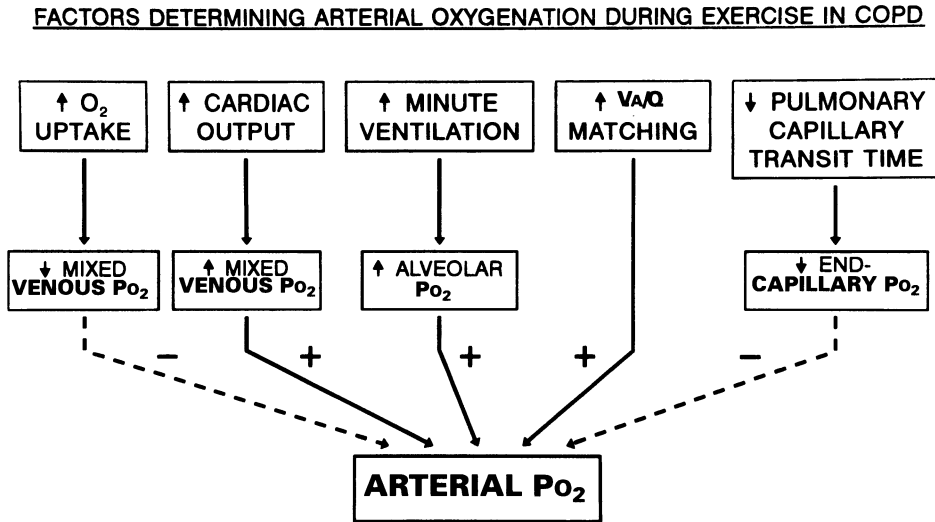 FACTORS DETERMINING ARTERIAL OXYGENATION DURING EXERCISE IN COPD
↑ O₂
UPTAKE
↑ CARDIAC
OUTPUT
↑ MINUTE
VENTILATION
↑ VA/Q
MATCHING
↓ PULMONARY
CAPILLARY
TRANSIT TIME
↓ MIXED
VENOUS PO₂
↑ MIXED
VENOUS PO₂
↑ ALVEOLAR
PO₂
↓ END-
CAPILLARY PO₂
− + + + −
ARTERIAL PO₂